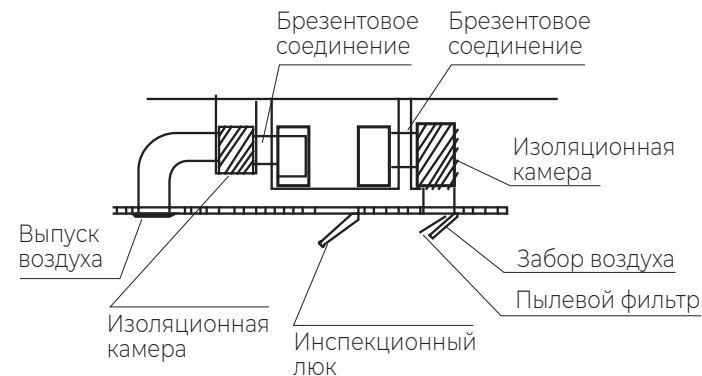 Брезентовое
соединение
Брезентовое
соединение
Изоляционная
камера
Выпуск
воздуха
Забор воздуха
Пылевой фильтр
Изоляционная
камера
Инспекционный
люк